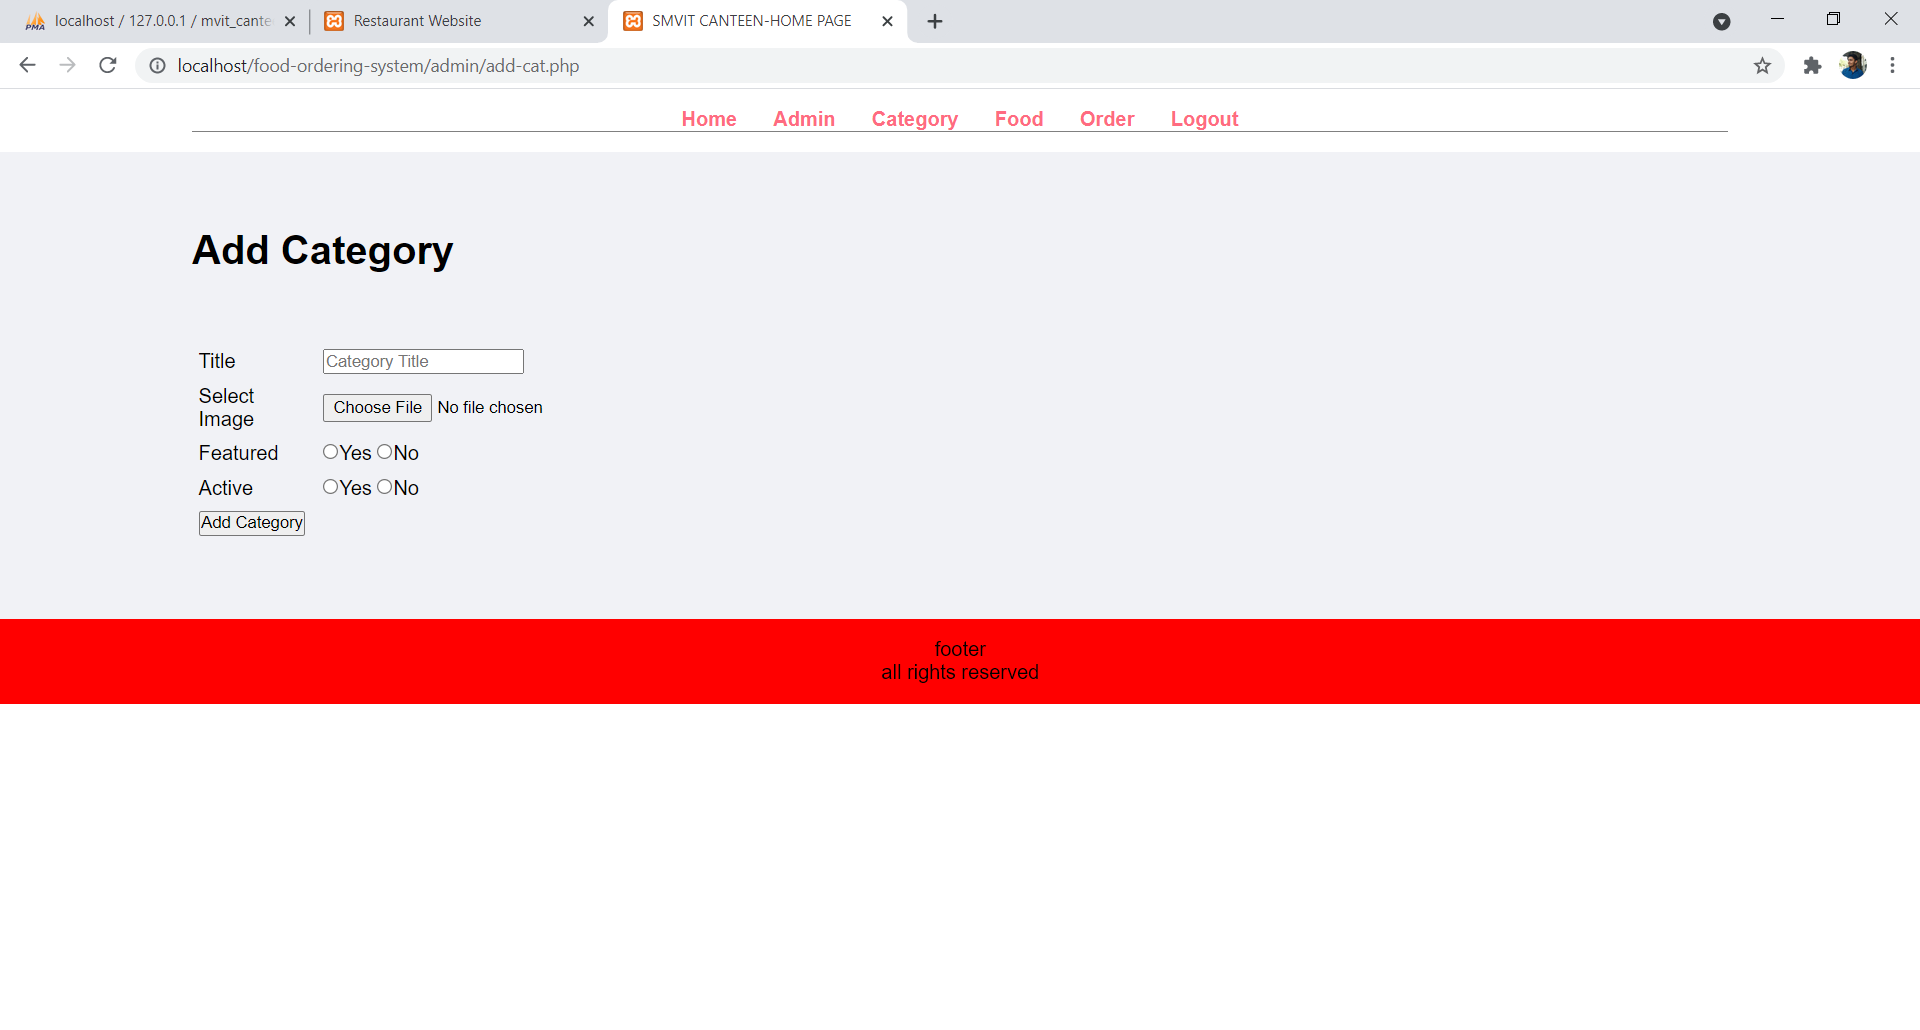 PMA localhost / 127.0.0.1 / mvit_cante
Restaurant Website
SMVIT CANTEEN-HOME PAGE
localhost/food-ordering-system/admin/add-cat.php
Home Admin Category Food Order Logout
Add Category
Title Category Title
Select
Image
Choose File No file chosen
Featured Yes No
Active Yes No
Add Category
footer
all rights reserved